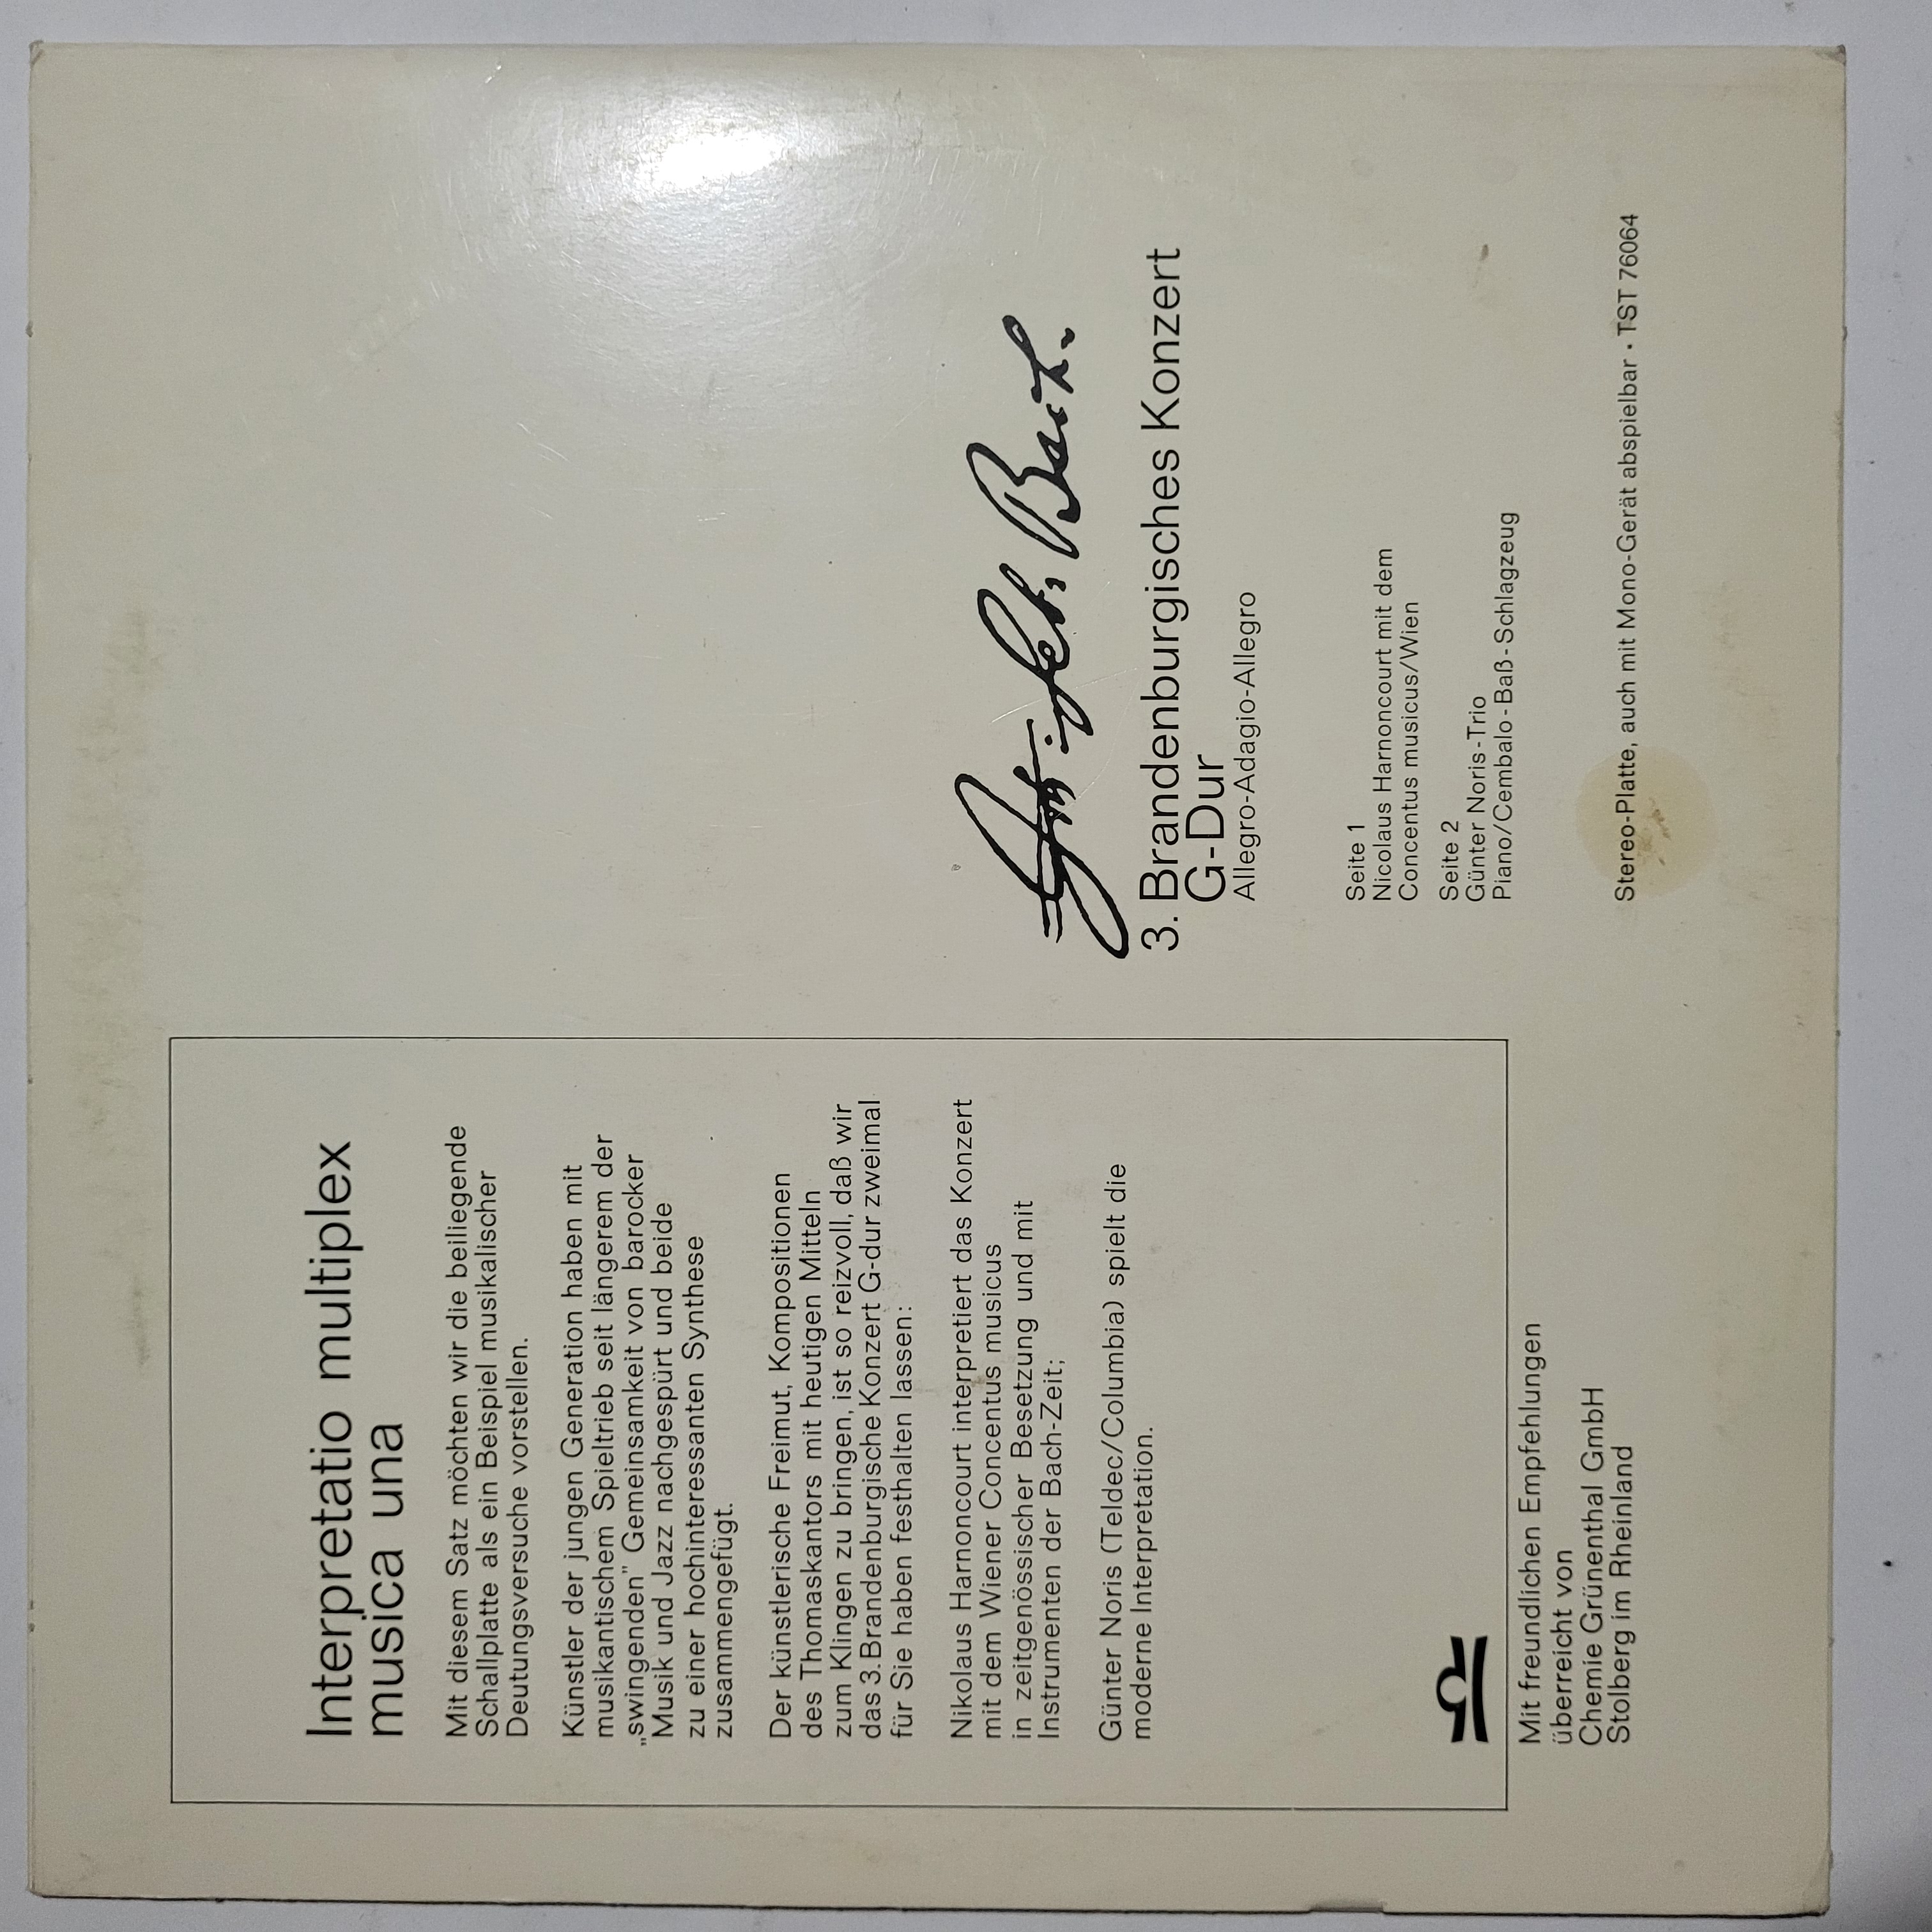 Interpretatio multiplex
musica una
Mit diesem Satz möchten wir die beiliegende
Schallplatte als ein Beispiel musikalischer
Deutungsversuche vorstellen.
Künstler der jungen Generation haben mit
musikantischem Spieltrieb seit längerem der
„swingenden" Gemeinsamkeit von barocker
Musik und Jazz nachgespürt und beide
zu einer hochinteressanten Synthese
zusammengefügt.
Der künstlerische Freimut, Kompositionen
des Thomaskantors mit heutigen Mitteln
zum Klingen zu bringen, ist so reizvoll, daß wir
das 3. Brandenburgische Konzert G-dur zweimal
für Sie haben festhalten lassen:
Nikolaus Harnoncourt interpretiert das Konzert
mit dem Wiener Concentus musicus
in zeitgenössischer Besetzung und mit
Instrumenten der Bach-Zeit;
Günter Noris (Teldec/Columbia) spielt die
moderne Interpretation.
Mit freundlichen Empfehlungen
überreicht von
Chemie Grünenthal GmbH
Stolberg im Rheinland
Joh. Sebast. Bach.
3. Brandenburgisches Konzert
G-Dur
Allegro-Adagio-Allegro
Seite 1
Nicolaus Harnoncourt mit dem
Concentus musicus/Wien
Seite 2
Günter Noris-Trio
Piano/Cembalo-Baß-Schlagzeug
Stereo-Platte, auch mit Mono-Gerät abspielbar · TST 76064